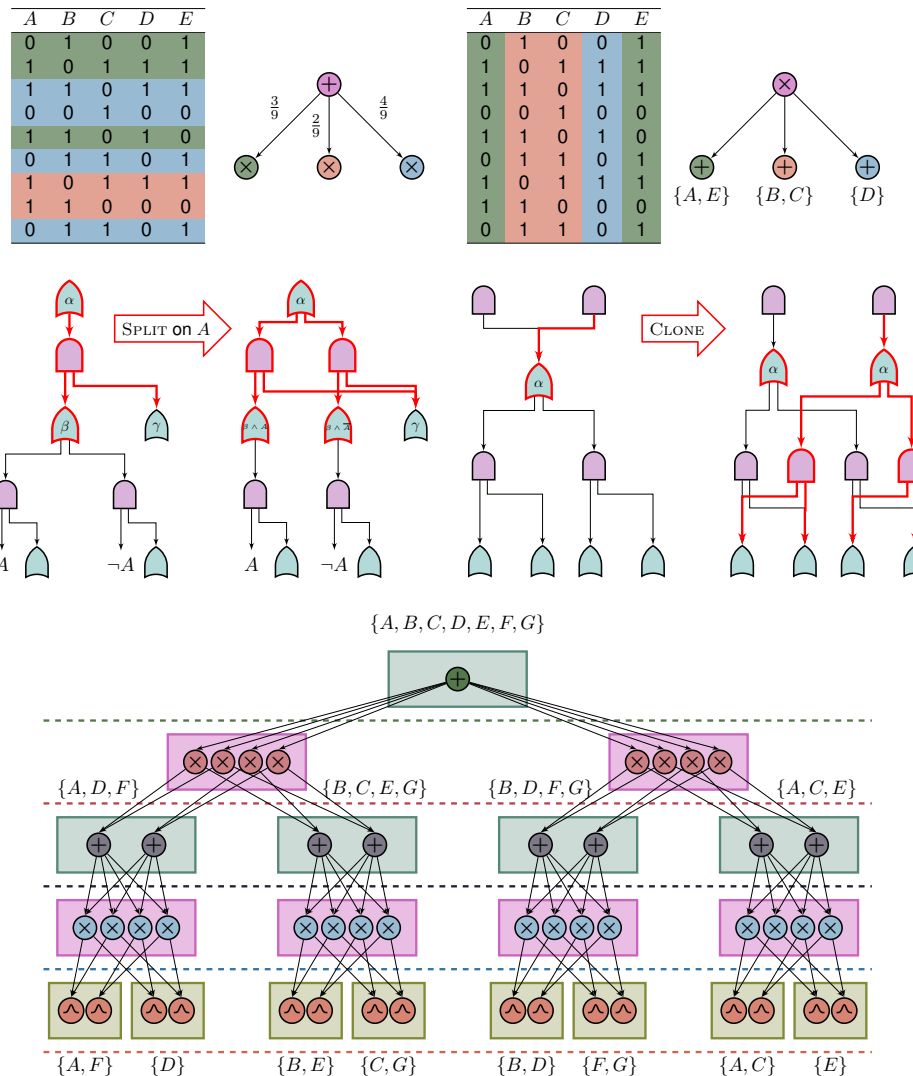 A B C D E
0 1 0 0 1
1 0 1 1 1
1 1 0 1 1
0 0 1 0 0
1 1 0 1 0
0 1 1 0 1
1 0 1 1 1
1 1 0 0 0
0 1 1 0 1
+
3/9
2/9
4/9
× × ×
A B C D E
0 1 0 0 1
1 0 1 1 1
1 1 0 1 1
0 0 1 0 0
1 1 0 1 0
0 1 1 0 1
1 0 1 1 1
1 1 0 0 0
0 1 1 0 1
×
+ + +
{A, E} {B, C} {D}
α
SPLIT on A
β γ
A ¬A
α
β ∧ A β ∧ A̅ γ
A ¬A
α
CLONE
α α
{A, B, C, D, E, F, G}
+
× × × × × × × ×
{A, D, F} {B, C, E, G} {B, D, F, G} {A, C, E}
+ + + + + + + +
× × × × × × × × × × × × × × × ×
{A, F} {D} {B, E} {C, G} {B, D} {F, G} {A, C} {E}